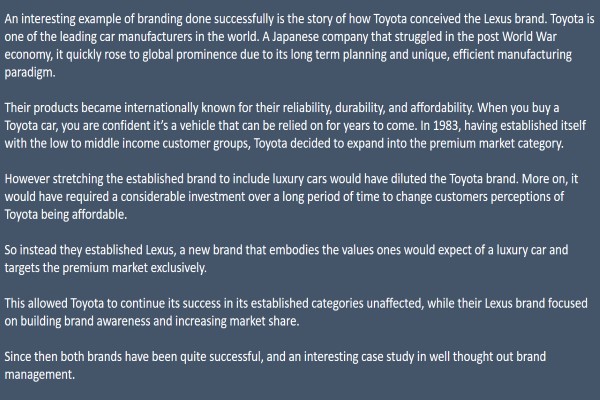 An interesting example of branding done successfully is the story of how Toyota conceived the Lexus brand. Toyota is
one of the leading car manufacturers in the world. A Japanese company that struggled in the post World War
economy, it quickly rose to global prominence due to its long term planning and unique, efficient manufacturing
paradigm.
Their products became internationally known for their reliability, durability, and affordability. When you buy a
Toyota car, you are confident it's a vehicle that can be relied on for years to come. In 1983, having established itself
with the low to middle income customer groups, Toyota decided to expand into the premium market category.
However stretching the established brand to include luxury cars would have diluted the Toyota brand. More on, it
would have required a considerable investment over a long period of time to change customers perceptions of
Toyota being affordable.
So instead they established Lexus, a new brand that embodies the values ones would expect of a luxury car and
targets the premium market exclusively.
This allowed Toyota to continue its success in its established categories unaffected, while their Lexus brand focused
on building brand awareness and increasing market share.
Since then both brands have been quite successful, and an interesting case study in well thought out brand
management.